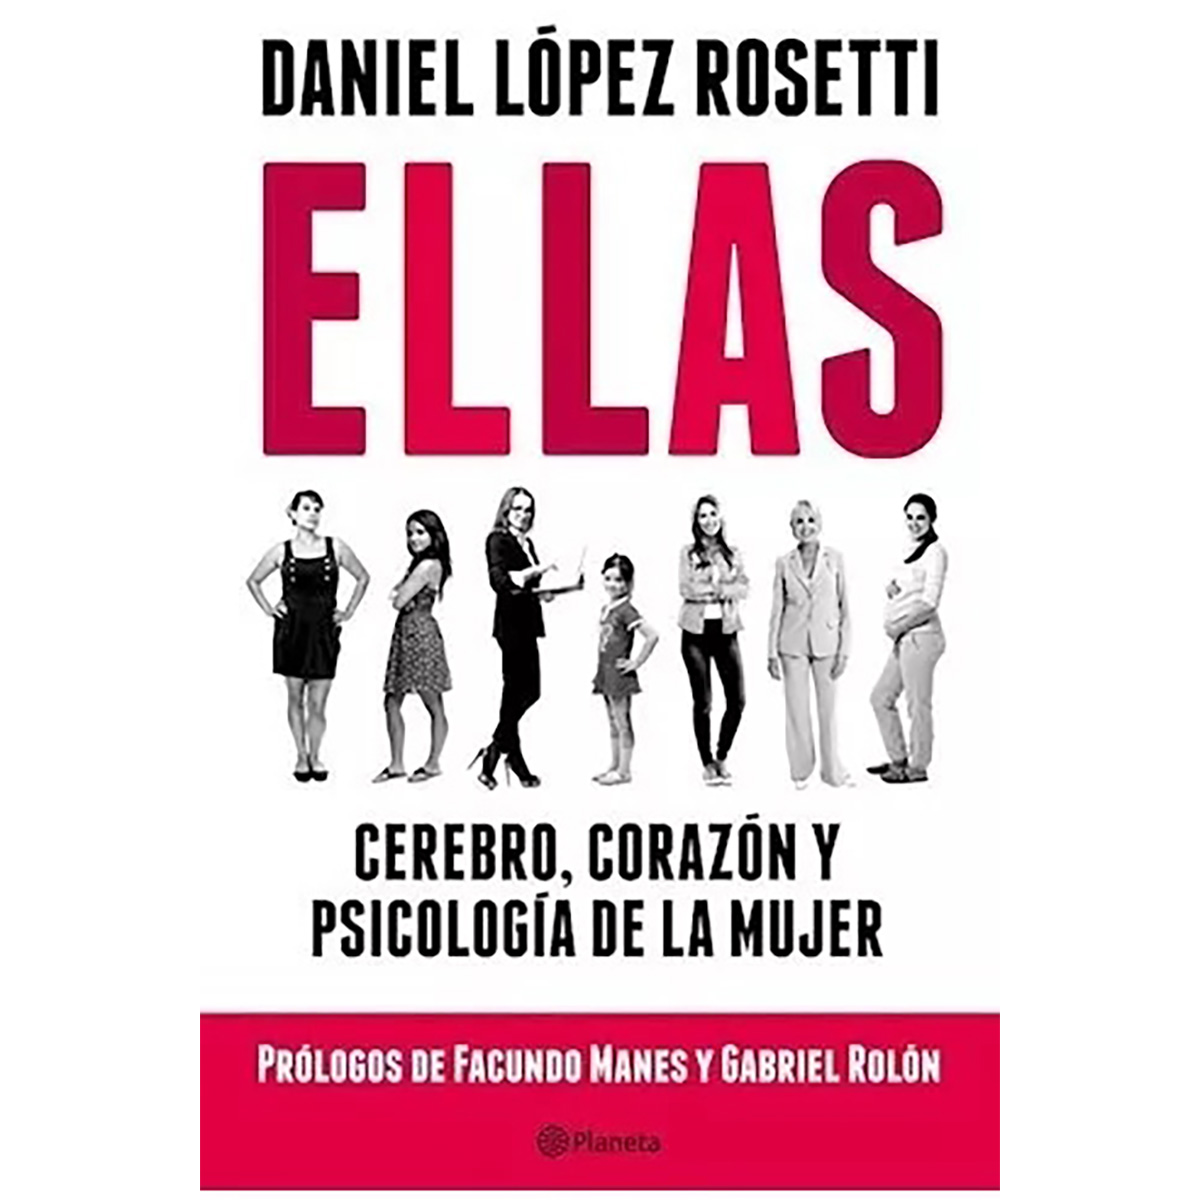 DANIEL LÓPEZ ROSETTI
ELLAS
CEREBRO, CORAZÓN Y
PSICOLOGÍA DE LA MUJER
PRÓLOGOS DE FACUNDO MANES Y GABRIEL ROLÓN
Planeta